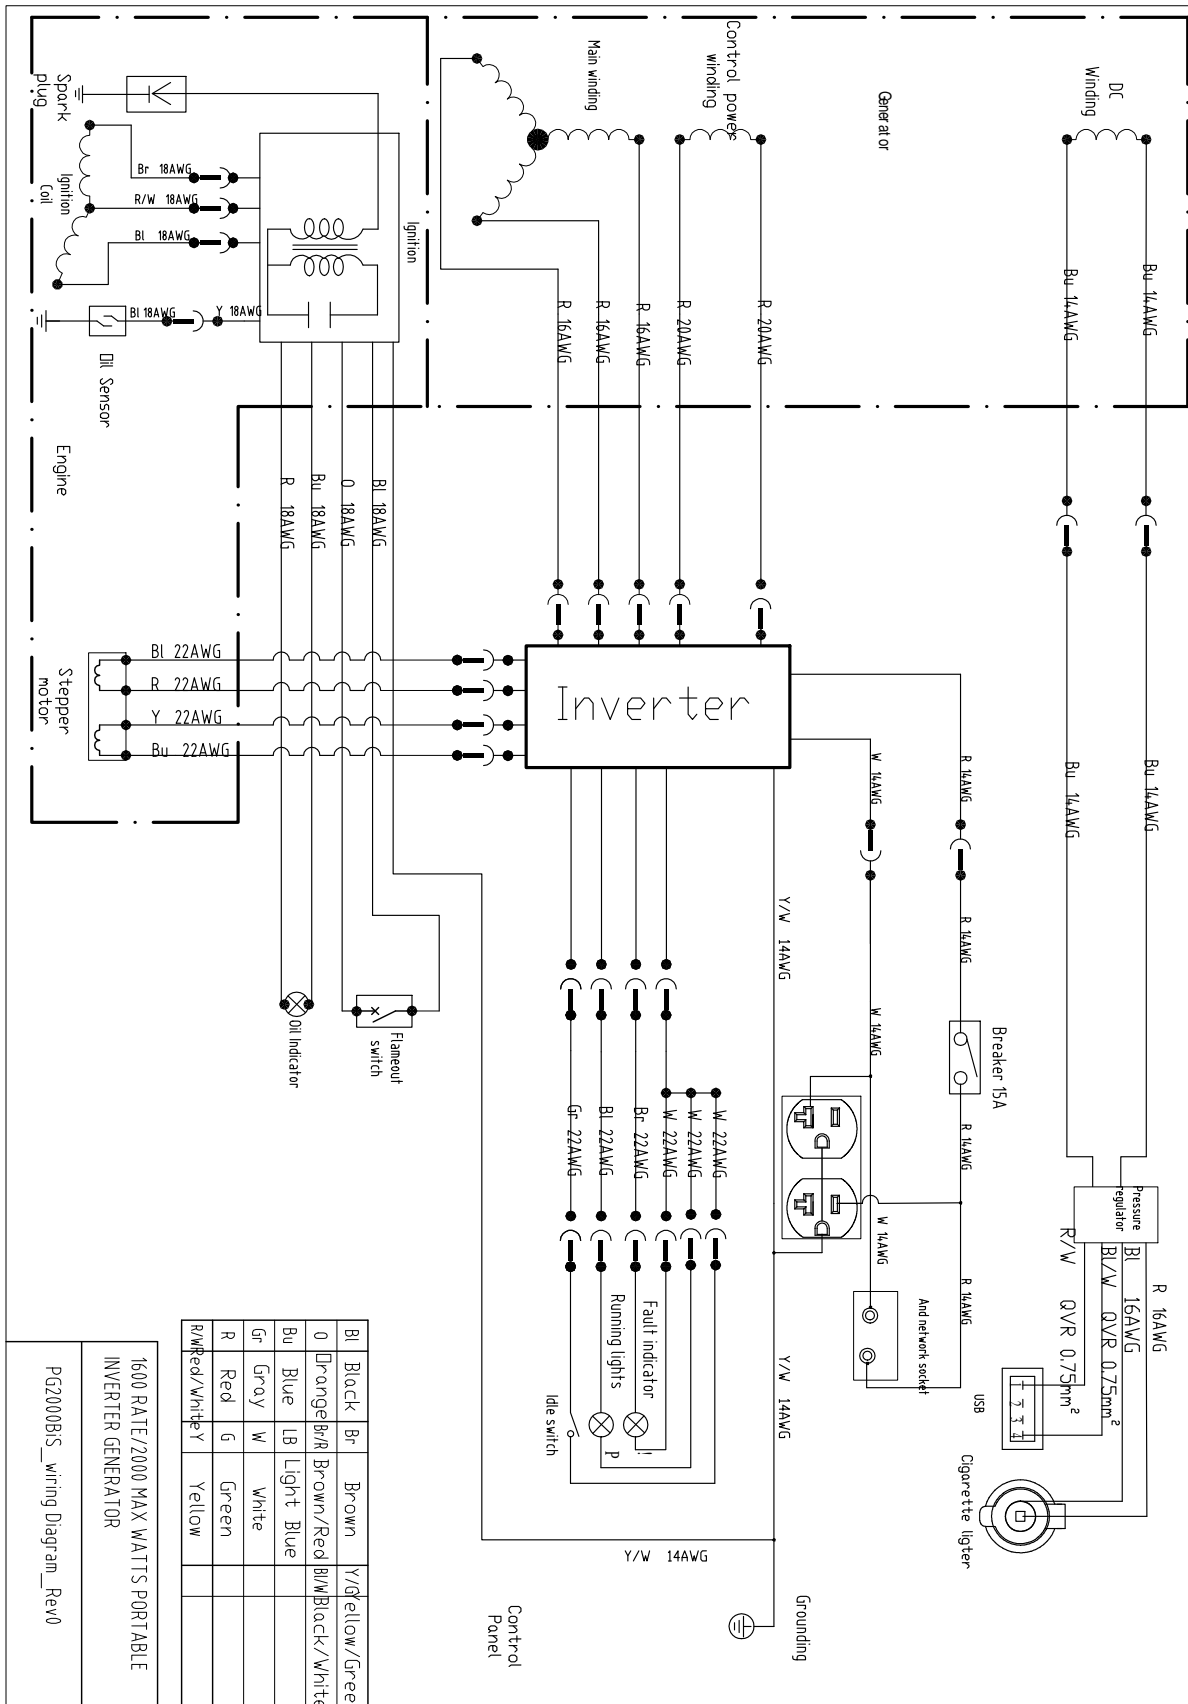 Spark
plug
Ignition
Coil
Br 18AWG
R/W 18AWG
Bl 18AWG
Bl 18AWG
Y 18AWG
Ignition
Oil Sensor
Engine
Main winding
Control power
winding
Generator
DC
Winding
R 16AWG
R 16AWG
R 16AWG
R 20AWG
R 20AWG
Bu 14AWG
Bu 14AWG
R 18AWG
Bu 18AWG
O 18AWG
Bl 18AWG
Stepper
motor
Bl 22AWG
R 22AWG
Y 22AWG
Bu 22AWG
Inverter
W 14AWG
R 14AWG
Bu 14AWG
Bu 14AWG
Y/W 14AWG
R 14AWG
W 14AWG
Breaker 15A
Oil Indicator
Flameout
switch
Gr 22AWG
Bl 22AWG
Br 22AWG
W 22AWG
W 22AWG
W 22AWG
R 14AWG
W 14AWG
R 14AWG
Pressure
regulator
R/W QVR 0.75mm²
Bl/W QVR 0.75mm²
Bl 16AWG
R 16AWG
And network socket
USB
1
2
3
4
Cigarette ligter
Fault indicator
Running lights
Idle switch
!
P
Y/W 14AWG
Y/W 14AWG
Grounding
Control
Panel
Bl Black Br Brown Y/G Yellow/Gree
O Orange Br/R Brown/Red Bl/W Black/White
Bu Blue LB Light Blue
Gr Gray W White
R Red G Green
R/W Red/White Y Yellow
1600 RATE/2000 MAX WATTS PORTABLE
INVERTER GENERATOR
PG2000BiS_wiring Diagram_Rev0